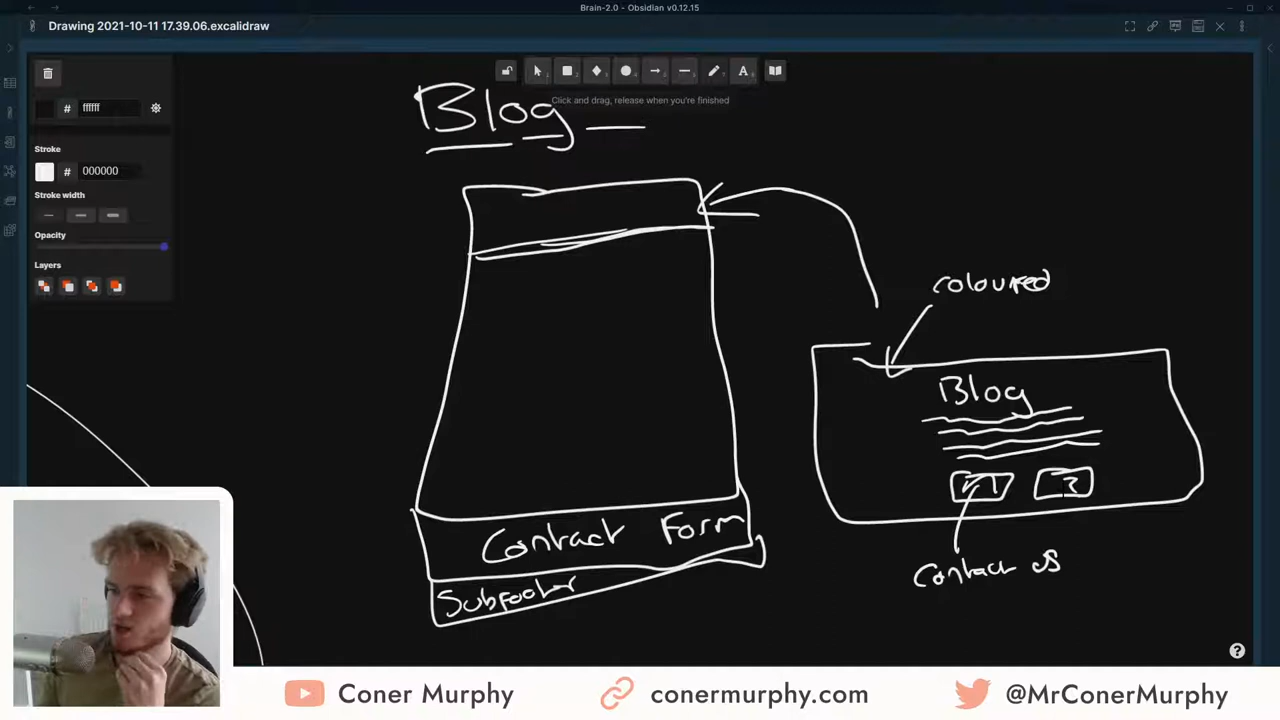 Brain-2.0 - Obsidian v0.12.15
Drawing 2021-10-11 17.39.06.excalidraw
# ffffff
Click and drag, release when you're finished
Stroke
# 000000
Stroke width
Opacity
Layers
A
Blog
coloured
Blog
Contact Form
Subfooter
Contact us
?
Coner Murphy
conermurphy.com
@MrConerMurphy